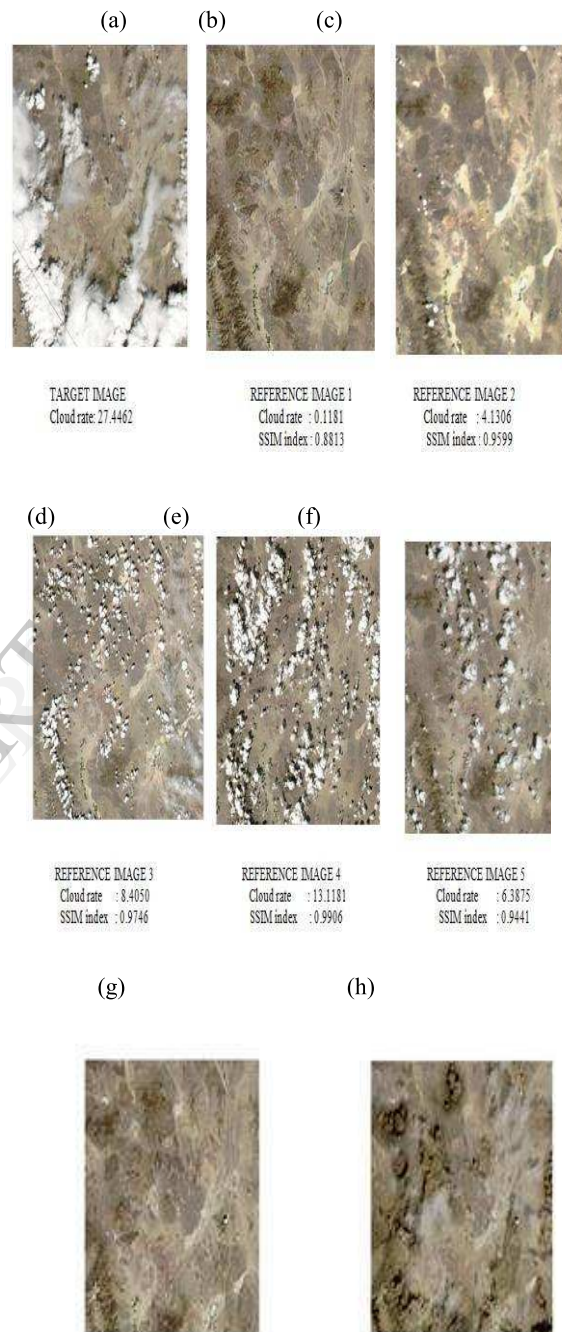 (a) (b) (c)
TARGET IMAGE
Cloud rate: 27.4462
REFERENCE IMAGE 1
Cloud rate : 0.1181
SSIM index : 0.8813
REFERENCE IMAGE 2
Cloud rate : 4.1306
SSIM index : 0.9599
(d) (e) (f)
REFERENCE IMAGE 3
Cloud rate : 8.4050
SSIM index : 0.9746
REFERENCE IMAGE 4
Cloud rate : 13.1181
SSIM index : 0.9906
REFERENCE IMAGE 5
Cloud rate : 6.3875
SSIM index : 0.9441
(g) (h)